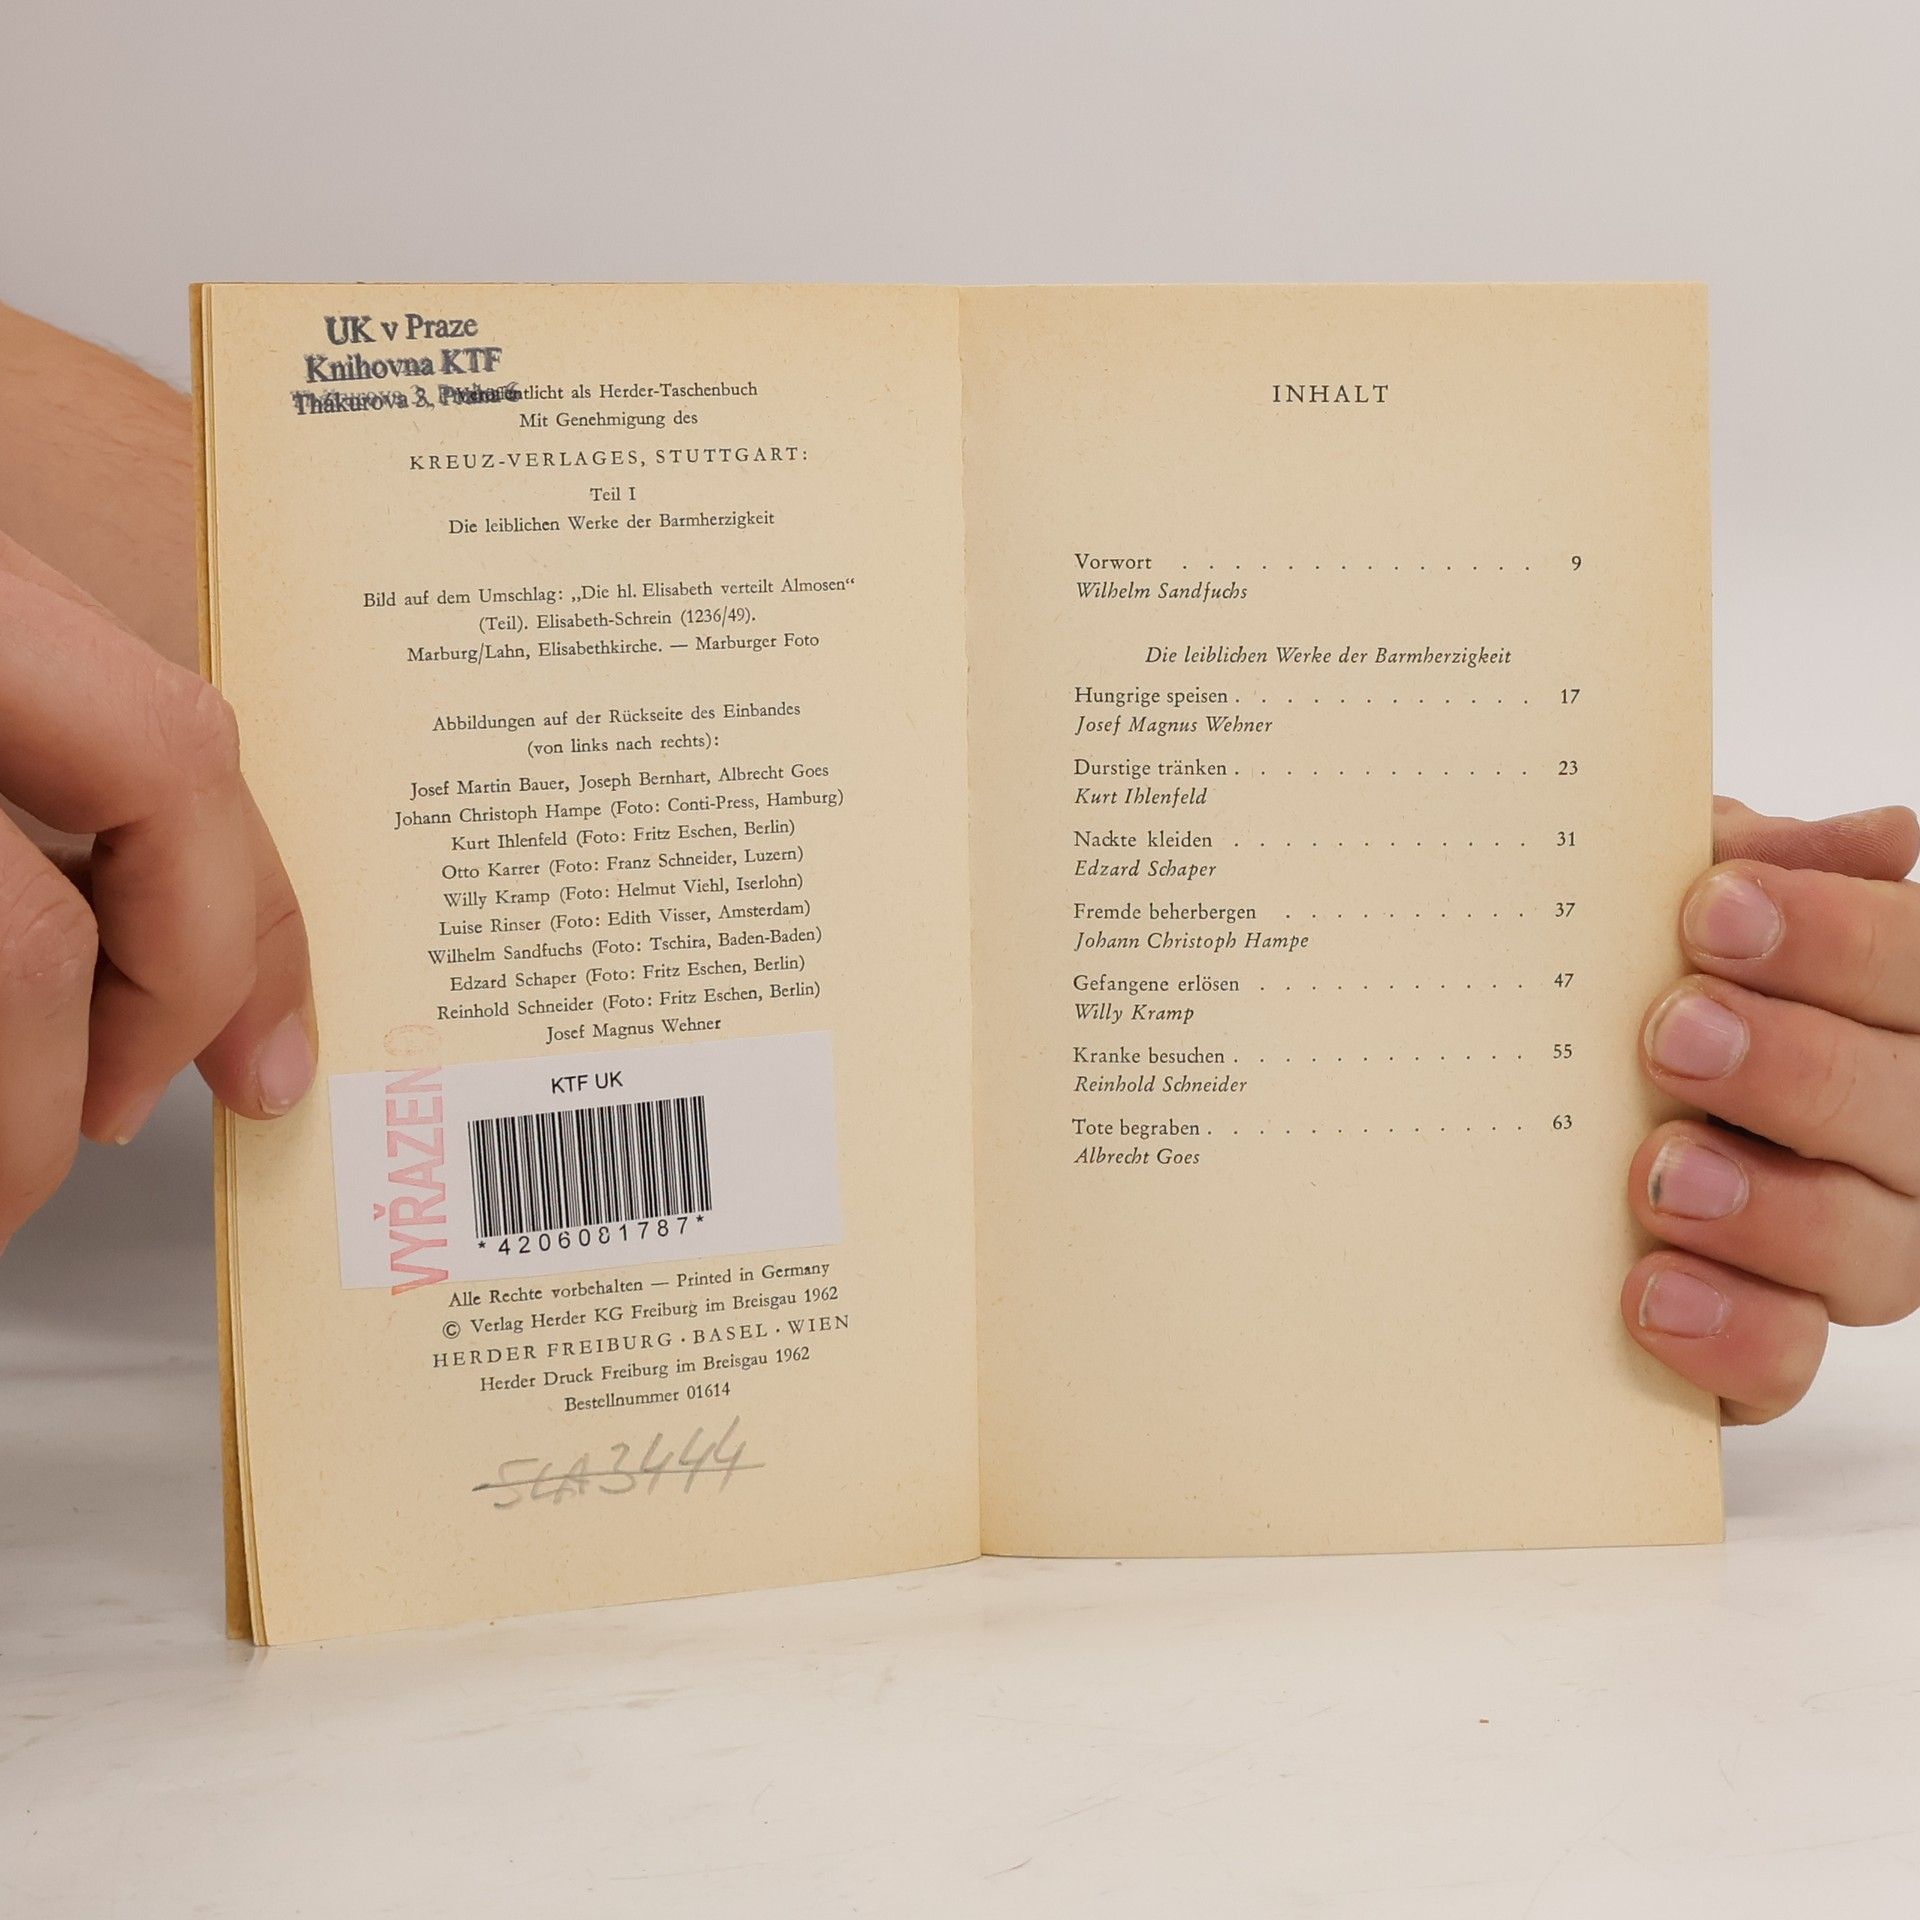 UK v Praze
Knihovna KTF
Thákurova 3, Praha 6
Veröffentlicht als Herder-Taschenbuch
Mit Genehmigung des
KREUZ-VERLAGES, STUTTGART:
Teil I
Die leiblichen Werke der Barmherzigkeit
Bild auf dem Umschlag: „Die hl. Elisabeth verteilt Almosen“
(Teil). Elisabeth-Schrein (1236/49).
Marburg/Lahn, Elisabethkirche. — Marburger Foto
Abbildungen auf der Rückseite des Einbandes
(von links nach rechts):
Josef Martin Bauer, Joseph Bernhart, Albrecht Goes
Johann Christoph Hampe (Foto: Conti-Press, Hamburg)
Kurt Ihlenfeld (Foto: Fritz Eschen, Berlin)
Otto Karrer (Foto: Franz Schneider, Luzern)
Willy Kramp (Foto: Helmut Viehl, Iserlohn)
Luise Rinser (Foto: Edith Visser, Amsterdam)
Wilhelm Sandfuchs (Foto: Tschira, Baden-Baden)
Edzard Schaper (Foto: Fritz Eschen, Berlin)
Reinhold Schneider (Foto: Fritz Eschen, Berlin)
Josef Magnus Wehner
VYŘAZENO
KTF UK
*4206081787*
Alle Rechte vorbehalten — Printed in Germany
© Verlag Herder KG Freiburg im Breisgau 1962
HERDER FREIBURG · BASEL · WIEN
Herder Druck Freiburg im Breisgau 1962
Bestellnummer 01614
SLA3444
INHALT
Vorwort . . . . . . . . . . . . . . 9
Wilhelm Sandfuchs
Die leiblichen Werke der Barmherzigkeit
Hungrige speisen . . . . . . . . . . . . 17
Josef Magnus Wehner
Durstige tränken . . . . . . . . . . . . 23
Kurt Ihlenfeld
Nackte kleiden . . . . . . . . . . . . 31
Edzard Schaper
Fremde beherbergen . . . . . . . . . . 37
Johann Christoph Hampe
Gefangene erlösen . . . . . . . . . . . 47
Willy Kramp
Kranke besuchen . . . . . . . . . . . . 55
Reinhold Schneider
Tote begraben . . . . . . . . . . . . . 63
Albrecht Goes